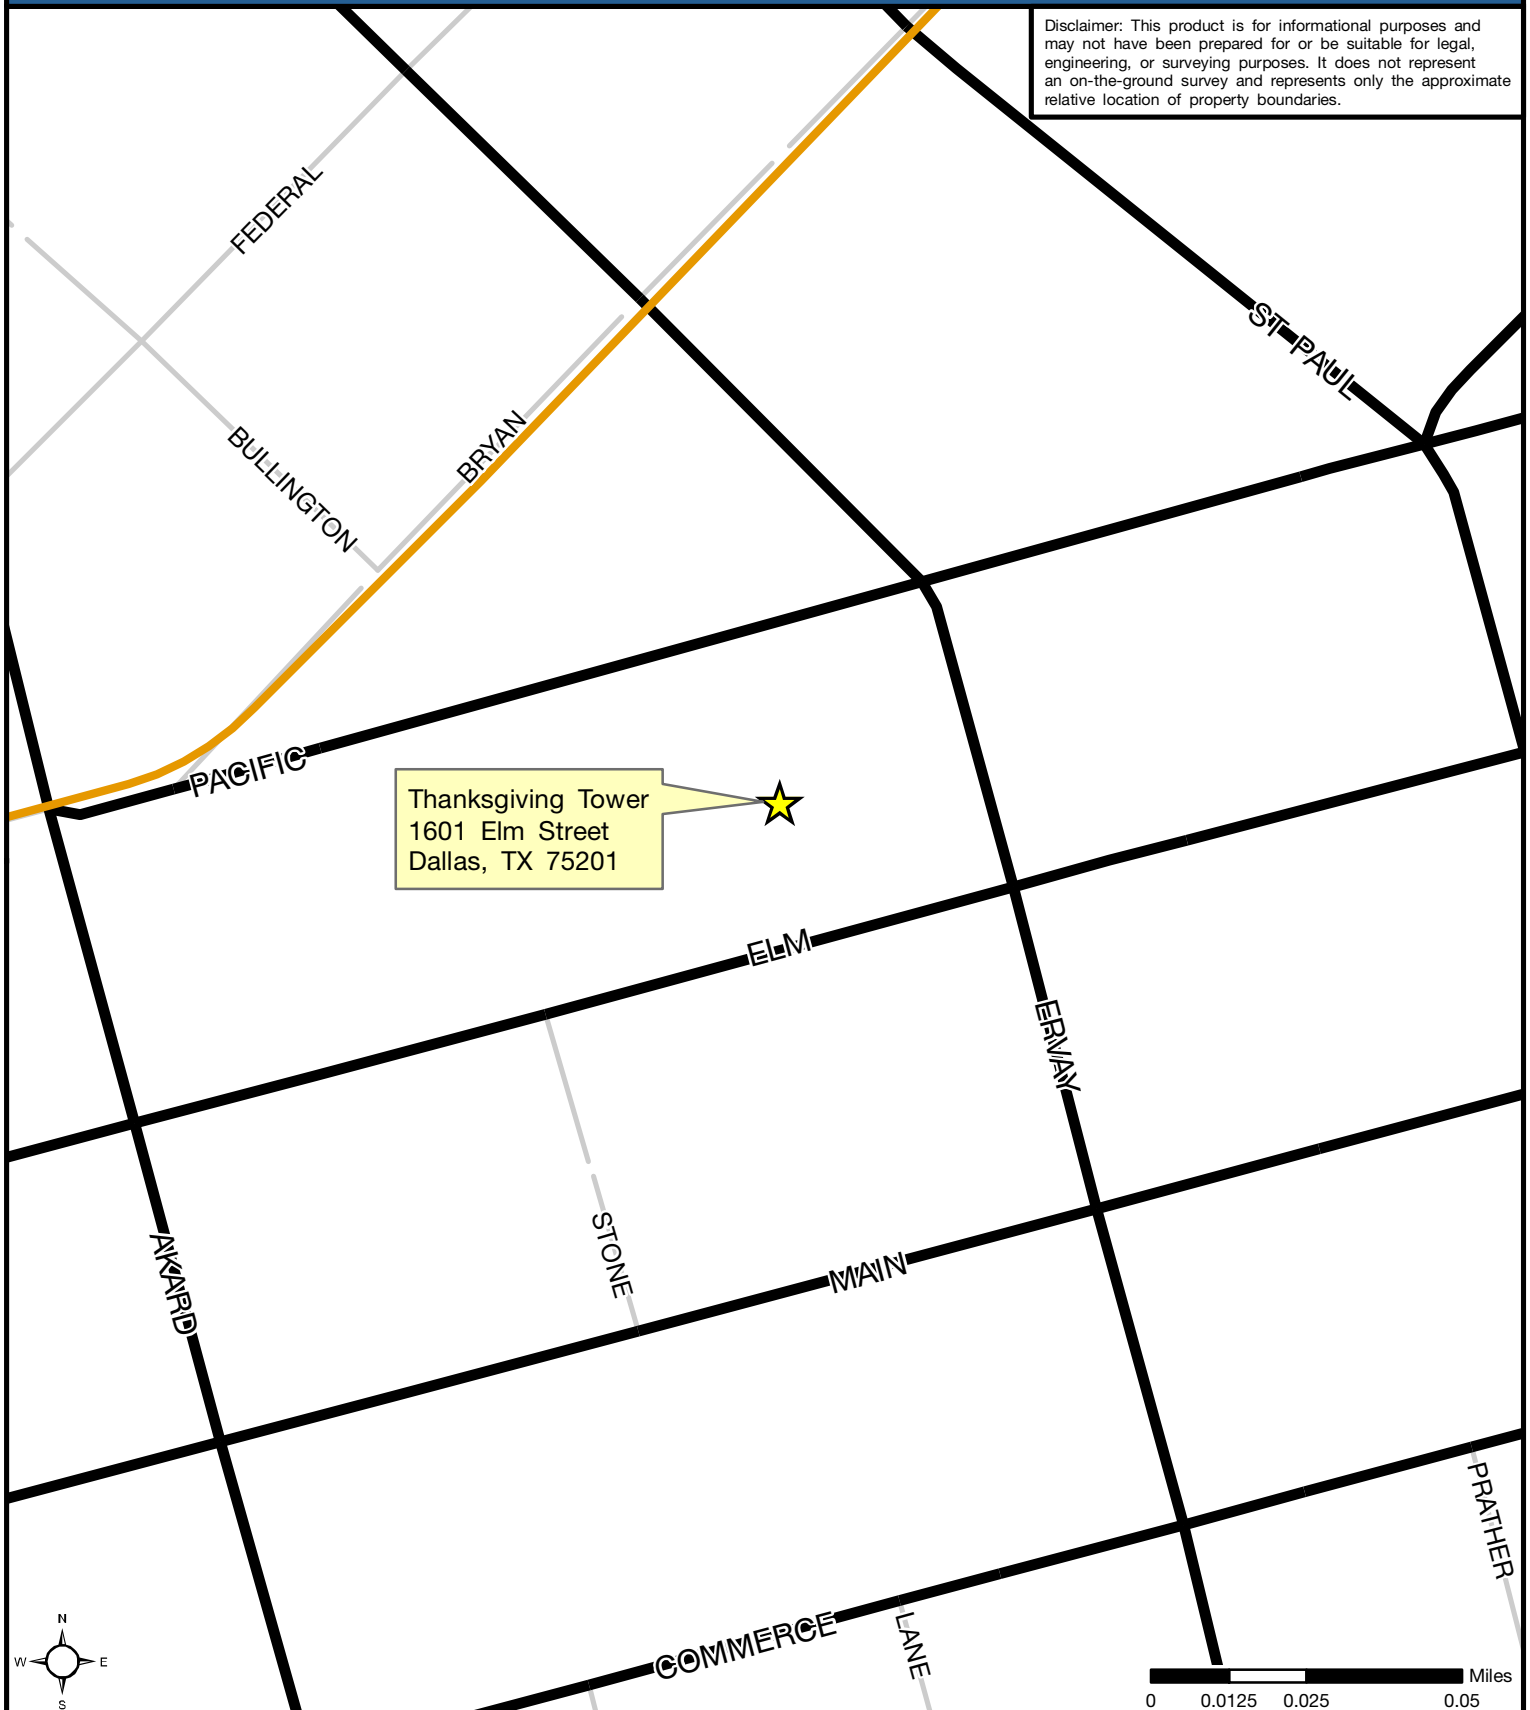 Disclaimer: This product is for informational purposes and
may not have been prepared for or be suitable for legal,
engineering, or surveying purposes. It does not represent
an on-the-ground survey and represents only the approximate
relative location of property boundaries.
FEDERAL
ST PAUL
BULLINGTON
BRYAN
PACIFIC
Thanksgiving Tower
1601 Elm Street
Dallas, TX 75201
ELM
ERVAY
STONE
AKARD
MAIN
PRATHER
COMMERCE
LANE
N
W E
S
Miles
0 0.0125 0.025 0.05